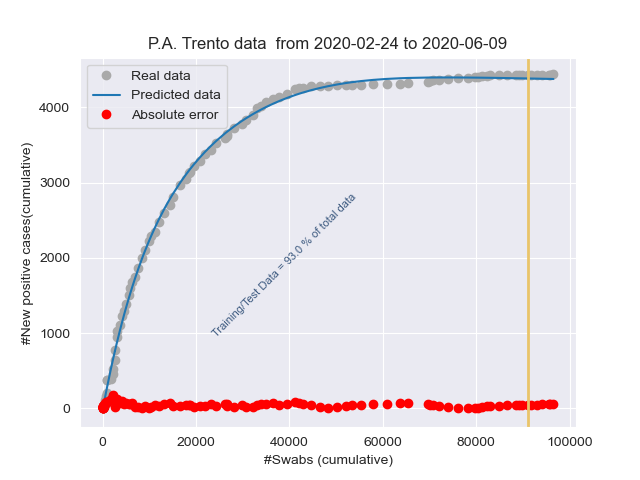 P.A. Trento data  from 2020-02-24 to 2020-06-09
Real data
Predicted data
Absolute error
#New positive cases(cumulative)
4000
3000
2000
1000
0
Training/Test Data = 93.0 % of total data
0
20000
40000
60000
80000
100000
#Swabs (cumulative)